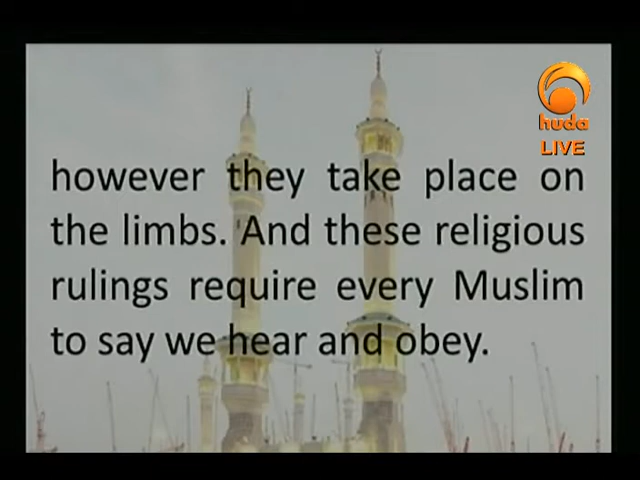 huda
LIVE
however they take place on
the limbs. And these religious
rulings require every Muslim
to say we hear and obey.